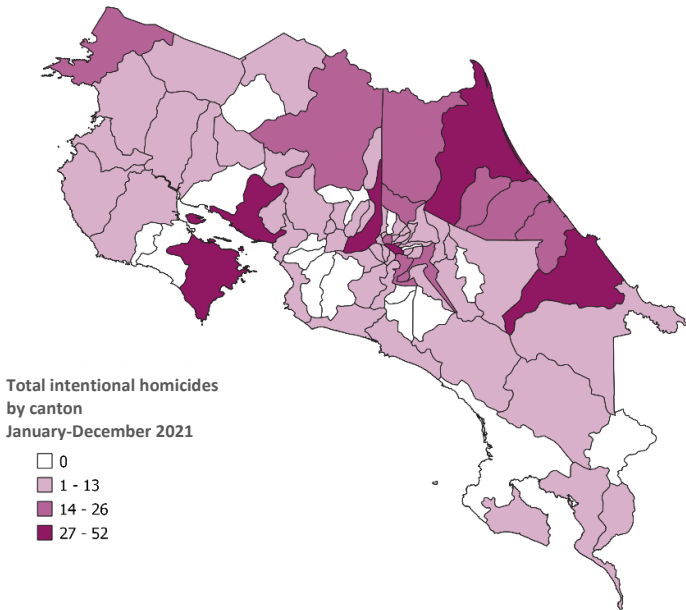 Total intentional homicides
by canton
January-December 2021
0
1 - 13
14 - 26
27 - 52